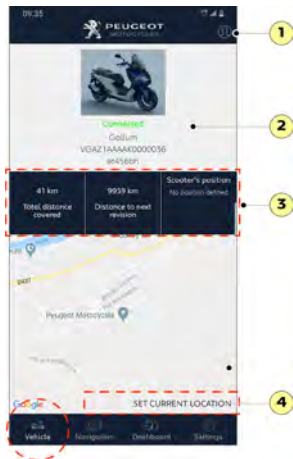 09:35
PEUGEOT
MOTOCYCLES
1
Connected
Gollum
VGAZ1AAAAK0000036
2
41 km
Total distance
covered
9959 km
Distance to next
revision
Scooter's position
No position defined
3
Peugeot Motocycles
Google
SET CURRENT LOCATION
4
Vehicle
Navigation
Dashboard
Settings